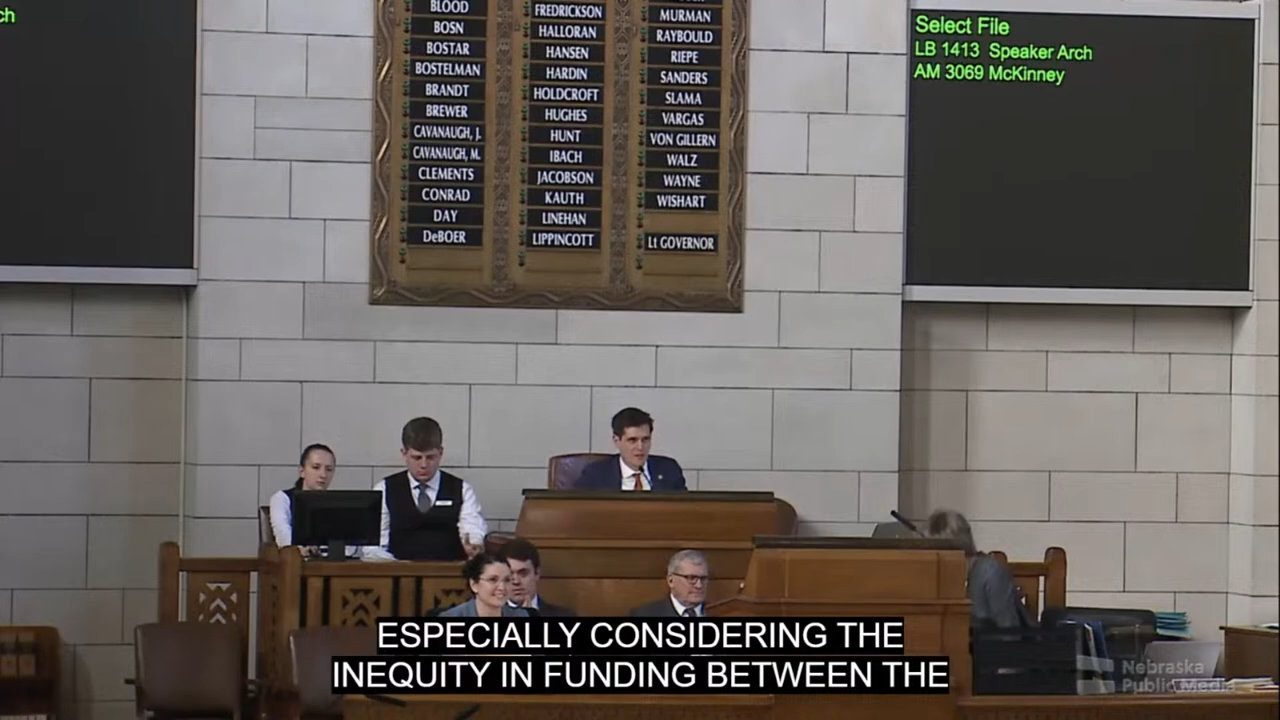 ch
BLOOD
BOSN
BOSTAR
BOSTELMAN
BRANDT
BREWER
CAVANAUGH, J.
CAVANAUGH, M.
CLEMENTS
CONRAD
DAY
DeBOER
FREDRICKSON
HALLORAN
HANSEN
HARDIN
HOLDCROFT
HUGHES
HUNT
IBACH
JACOBSON
KAUTH
LINEHAN
LIPPINCOTT
MURMAN
RAYBOULD
RIEPE
SANDERS
SLAMA
VARGAS
VON GILLERN
WALZ
WAYNE
WISHART
Lt GOVERNOR
Select File
LB 1413 Speaker Arch
AM 3069 McKinney
ESPECIALLY CONSIDERING THE
INEQUITY IN FUNDING BETWEEN THE
Nebraska
Public Media